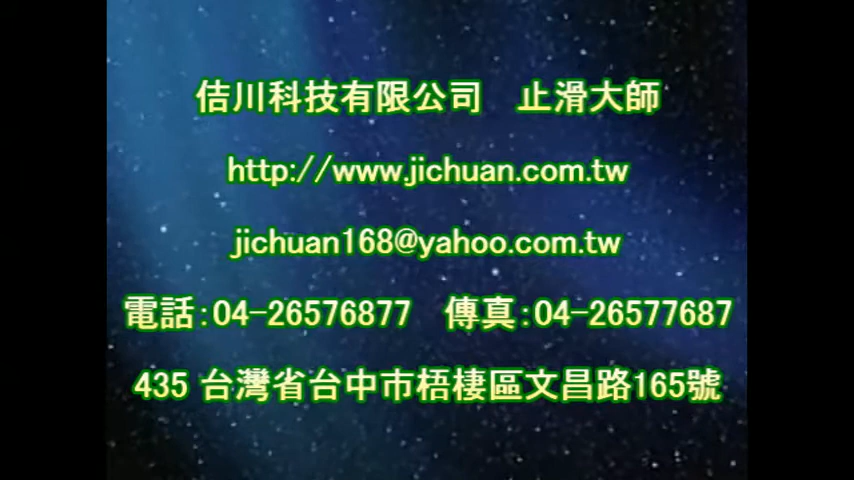 佶川科技有限公司　止滑大師
http://www.jichuan.com.tw
jichuan168@yahoo.com.tw
電話:04-26576877　傳真:04-26577687
435 台灣省台中市梧棲區文昌路165號